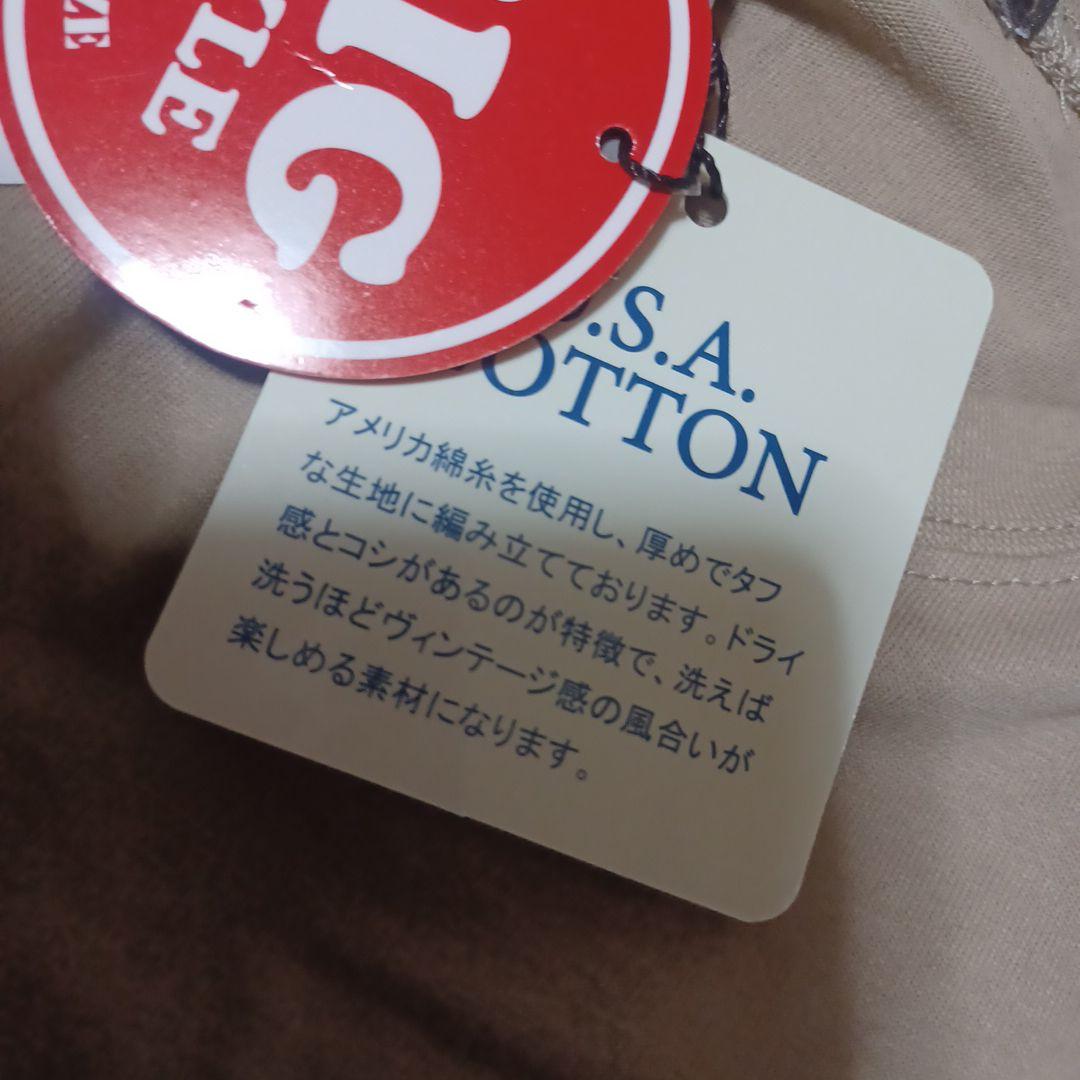 IG
LE
ZE
.S.A.
OTTON
アメリカ綿糸を使用し、厚めでタフ
な生地に編み立てております。ドライ
感とコシがあるのが特徴で、洗えば
洗うほどヴィンテージ感の風合いが
楽しめる素材になります。